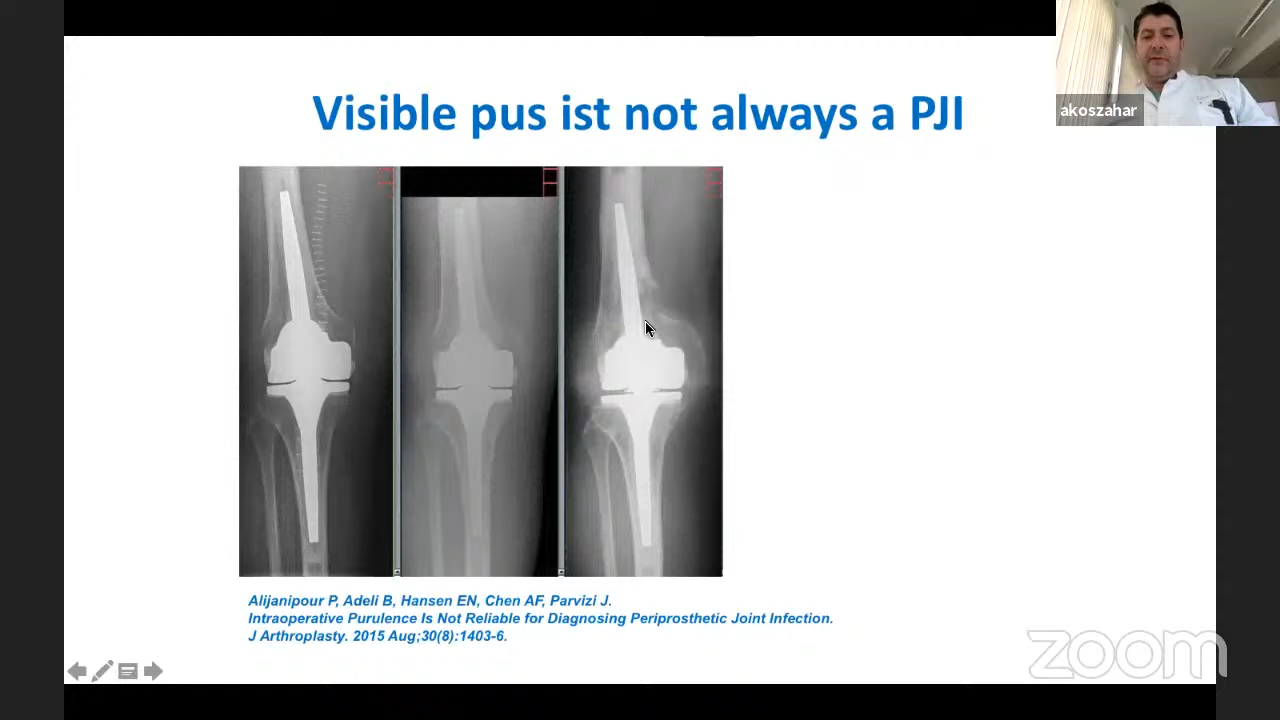 Visible pus ist not always a PJI
akoszahar
Alijanipour P, Adeli B, Hansen EN, Chen AF, Parvizi J.
Intraoperative Purulence Is Not Reliable for Diagnosing Periprosthetic Joint Infection.
J Arthroplasty. 2015 Aug;30(8):1403-6.
zoom